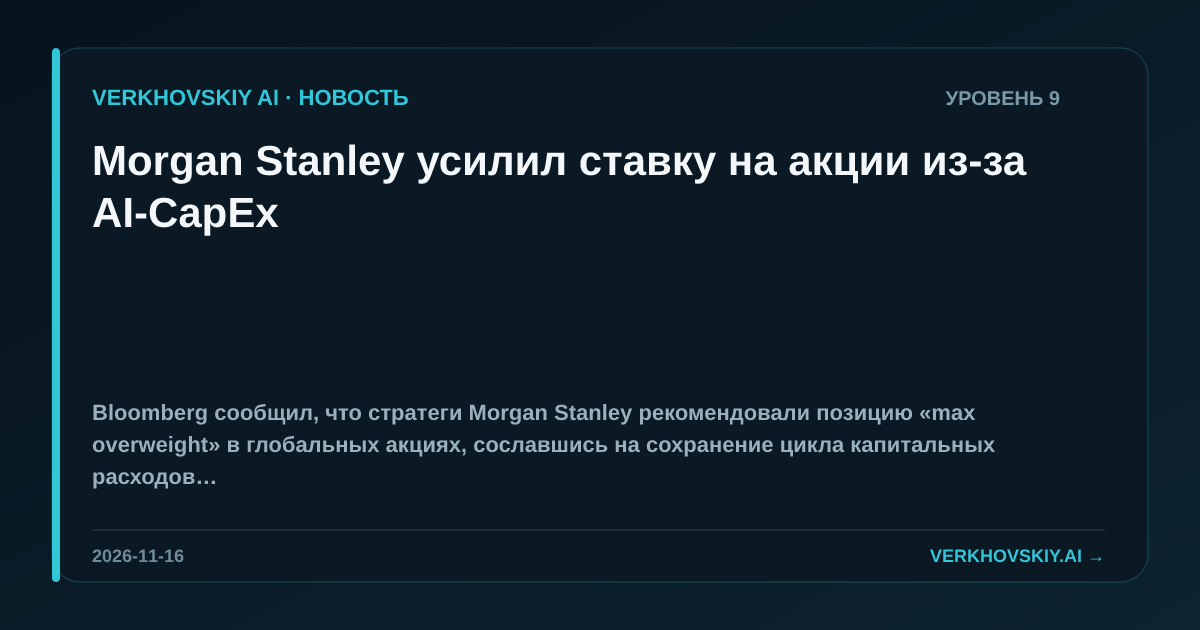 VERKHOVSKIY AI · НОВОСТЬ
УРОВЕНЬ 9
Morgan Stanley усилил ставку на акции из-за
AI-CapEx
Bloomberg сообщил, что стратеги Morgan Stanley рекомендовали позицию «max
overweight» в глобальных акциях, сославшись на сохранение цикла капитальных
расходов…
2026-11-16
VERKHOVSKIY.AI →